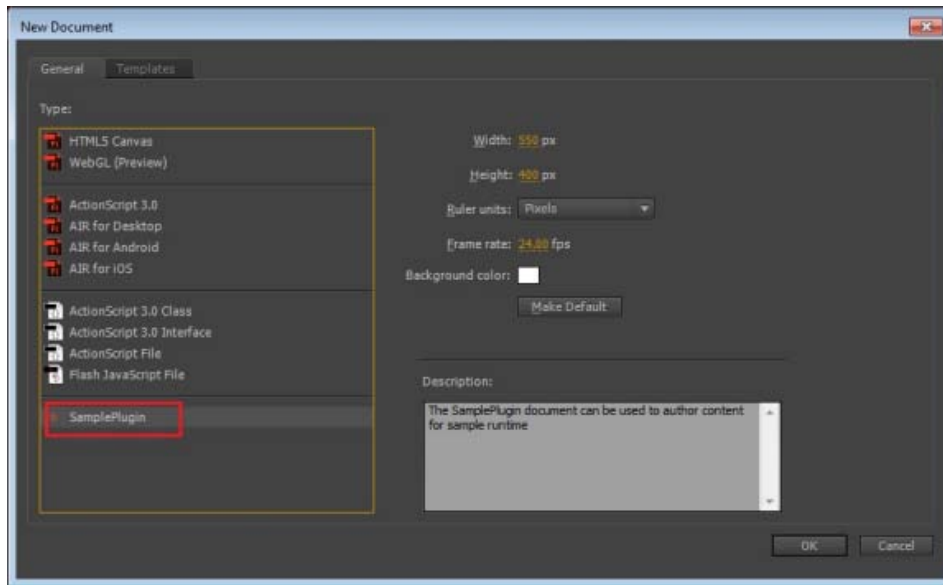 New Document
General
Templates
Type:
HTML5 Canvas
WebGL (Preview)
ActionScript 3.0
AIR for Desktop
AIR for Android
AIR for iOS
ActionScript 3.0 Class
ActionScript 3.0 Interface
ActionScript File
Flash JavaScript File
SamplePlugin
Width: 550 px
Height: 400 px
Ruler units: Pixels
Frame rate: 24.00 fps
Background color:
Make Default
Description:
The SamplePlugin document can be used to author content
for sample runtime
OK
Cancel